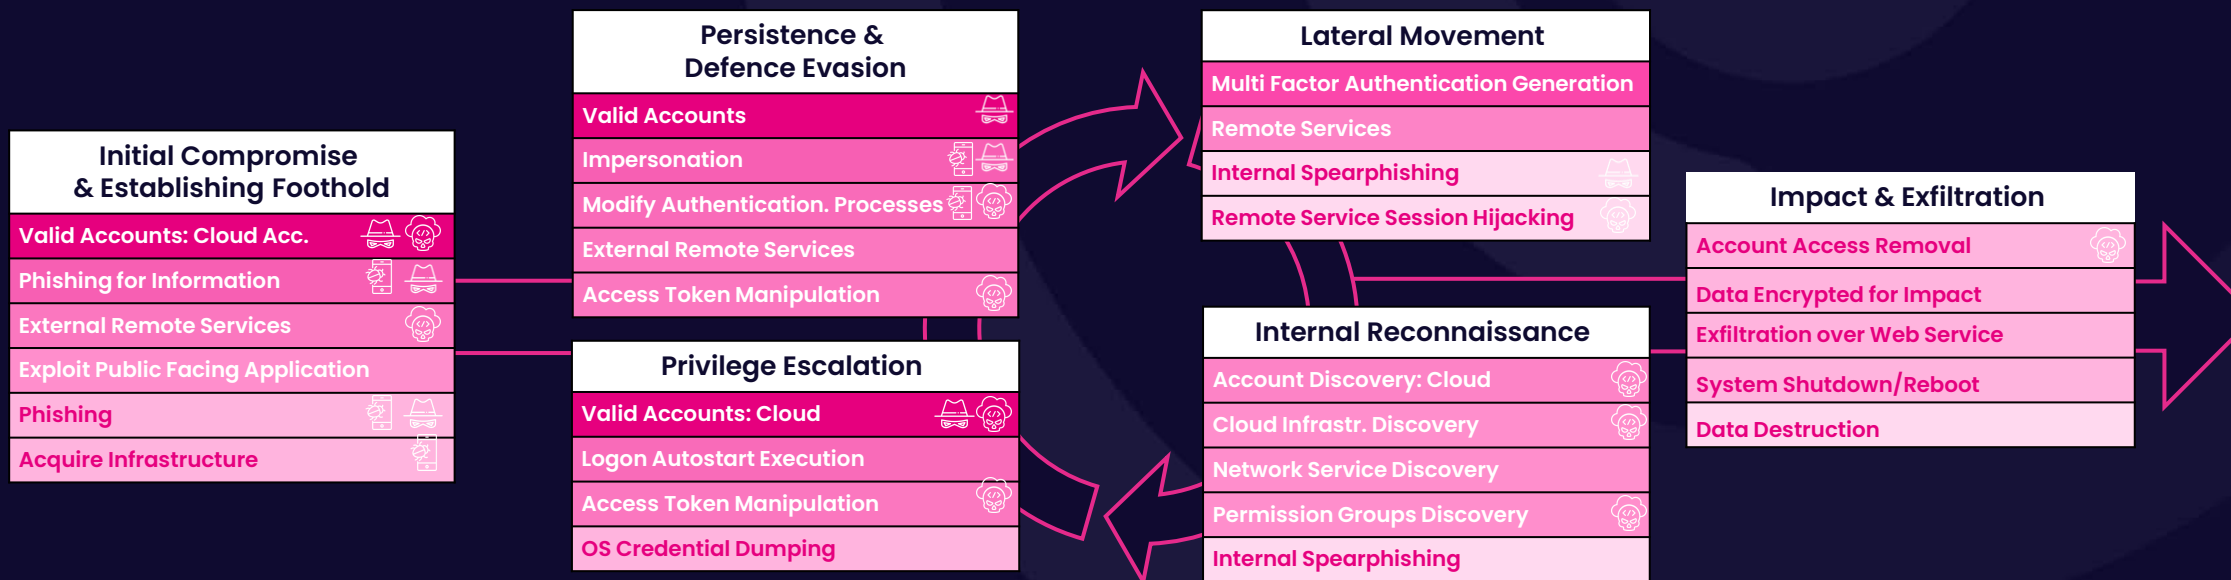 Initial Compromise
& Establishing Foothold
Valid Accounts: Cloud Acc.
Phishing for Information
External Remote Services
Exploit Public Facing Application
Phishing
Acquire Infrastructure
Persistence &
Defence Evasion
Valid Accounts
Impersonation
Modify Authentication. Processes
External Remote Services
Access Token Manipulation
Privilege Escalation
Valid Accounts: Cloud
Logon Autostart Execution
Access Token Manipulation
OS Credential Dumping
Lateral Movement
Multi Factor Authentication Generation
Remote Services
Internal Spearphishing
Remote Service Session Hijacking
Internal Reconnaissance
Account Discovery: Cloud
Cloud Infrastr. Discovery
Network Service Discovery
Permission Groups Discovery
Internal Spearphishing
Impact & Exfiltration
Account Access Removal
Data Encrypted for Impact
Exfiltration over Web Service
System Shutdown/Reboot
Data Destruction